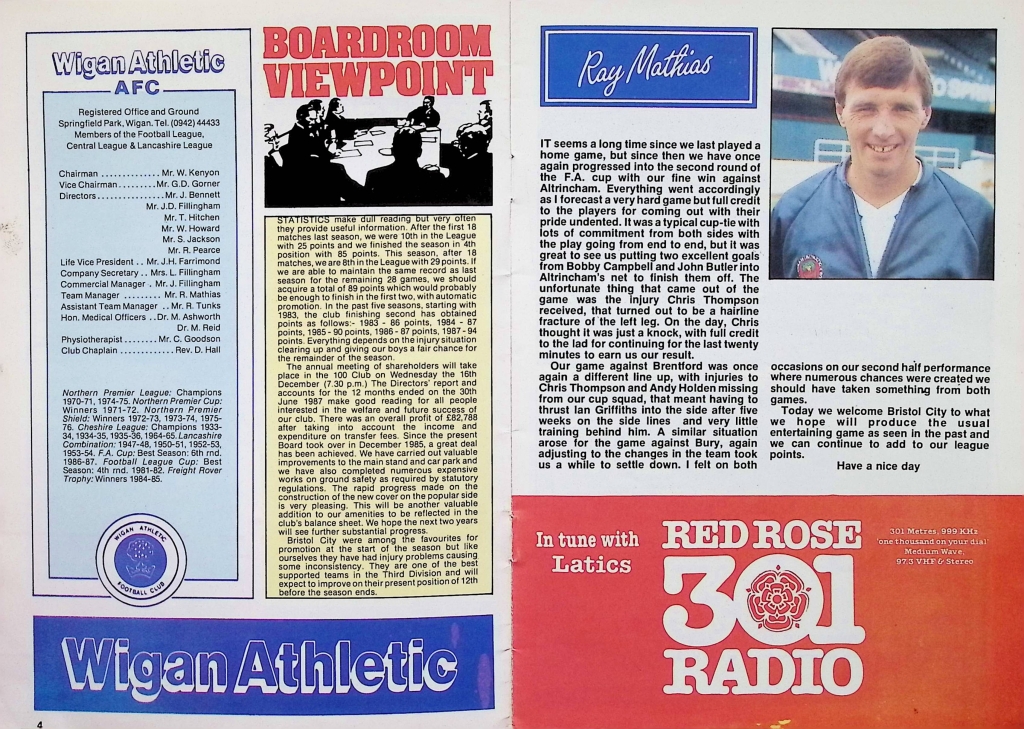 Wigan Athletic
AFC
Registered Office and Ground
Springfield Park, Wigan. Tel. (0942) 44433
Members of the Football League,
Central League & Lancashire League
Chairman ............... Mr. W. Kenyon
Vice Chairman......... Mr. G.D. Gorner
Directors................. Mr. J. Bennett
Mr. J.D. Fillingham
Mr. T. Hitchen
Mr. W. Howard
Mr. S. Jackson
Mr. R. Pearce
Life Vice President .. Mr. J.H. Farrimond
Company Secretary .. Mrs. L. Fillingham
Commercial Manager . Mr. J. Fillingham
Team Manager ......... Mr. R. Mathias
Assistant Team Manager .. Mr. R. Tunks
Hon. Medical Officers .. Dr. M. Ashworth
Dr. M. Reid
Physiotherapist ......... Mr. C. Goodson
Club Chaplain ............. Rev. D. Hall
Northern Premier League: Champions
1970-71, 1974-75. Northern Premier Cup:
Winners 1971-72. Northern Premier
Shield: Winners 1972-73, 1973-74, 1975-
76. Cheshire League: Champions 1933-
34, 1934-35, 1935-36, 1964-65. Lancashire
Combination: 1947-48, 1950-51, 1952-53,
1953-54. F.A. Cup: Best Season: 6th rnd.
1986-87. Football League Cup: Best
Season: 4th rnd. 1981-82. Freight Rover
Trophy: Winners 1984-85.
WIGAN ATHLETIC
FOOTBALL CLUB
BOARDROOM
VIEWPOINT
STATISTICS make dull reading but very often
they provide useful information. After the first 18
matches last season, we were 10th in the League
with 25 points and we finished the season in 4th
position with 85 points. This season, after 18
matches, we are 8th in the League with 29 points. If
we are able to maintain the same record as last
season for the remaining 28 games, we should
acquire a total of 89 points which would probably
be enough to finish in the first two, with automatic
promotion. In the past five seasons, starting with
1983, the club finishing second has obtained
points as follows:- 1983 - 86 points, 1984 - 87
points, 1985 - 90 points, 1986 - 87 points, 1987 - 94
points. Everything depends on the injury situation
clearing up and giving our boys a fair chance for
the remainder of the season.
The annual meeting of shareholders will take
place in the 100 Club on Wednesday the 16th
December (7.30 p.m.) The Directors' report and
accounts for the 12 months ended on the 30th
June 1987 make good reading for all people
interested in the welfare and future success of
our club. There was an overall profit of £82,788
after taking into account the income and
expenditure on transfer fees. Since the present
Board took over in December 1985, a great deal
has been achieved. We have carried out valuable
improvements to the main stand and car park and
we have also completed numerous expensive
works on ground safety as required by statutory
regulations. The rapid progress made on the
construction of the new cover on the popular side
is very pleasing. This will be another valuable
addition to our amenities to be reflected in the
club's balance sheet. We hope the next two years
will see further substantial progress.
Bristol City were among the favourites for
promotion at the start of the season but like
ourselves they have had injury problems causing
some inconsistency. They are one of the best
supported teams in the Third Division and will
expect to improve on their present position of 12th
before the season ends.
Wigan Athletic
4
Ray Mathias
IT seems a long time since we last played a
home game, but since then we have once
again progressed into the second round of
the F.A. cup with our fine win against
Altrincham. Everything went accordingly
as I forecast a very hard game but full credit
to the players for coming out with their
pride undented. It was a typical cup-tie with
lots of commitment from both sides with
the play going from end to end, but it was
great to see us putting two excellent goals
from Bobby Campbell and John Butler into
Altrincham's net to finish them off. The
unfortunate thing that came out of the
game was the injury Chris Thompson
received, that turned out to be a hairline
fracture of the left leg. On the day, Chris
thought it was just a knock, with full credit
to the lad for continuing for the last twenty
minutes to earn us our result.
Our game against Brentford was once
again a different line up, with injuries to
Chris Thompson and Andy Holden missing
from our cup squad, that meant having to
thrust Ian Griffiths into the side after five
weeks on the side lines and very little
training behind him. A similar situation
arose for the game against Bury, again
adjusting to the changes in the team took
us a while to settle down. I felt on both
occasions on our second half performance
where numerous chances were created we
should have taken something from both
games.
Today we welcome Bristol City to what
we hope will produce the usual
entertaining game as seen in the past and
we can continue to add to our league
points.
Have a nice day
In tune with
Latics
RED ROSE
301
RADIO
301 Metres, 999 KHz
'one thousand on your dial'
Medium Wave,
97.3 VHF & Stereo